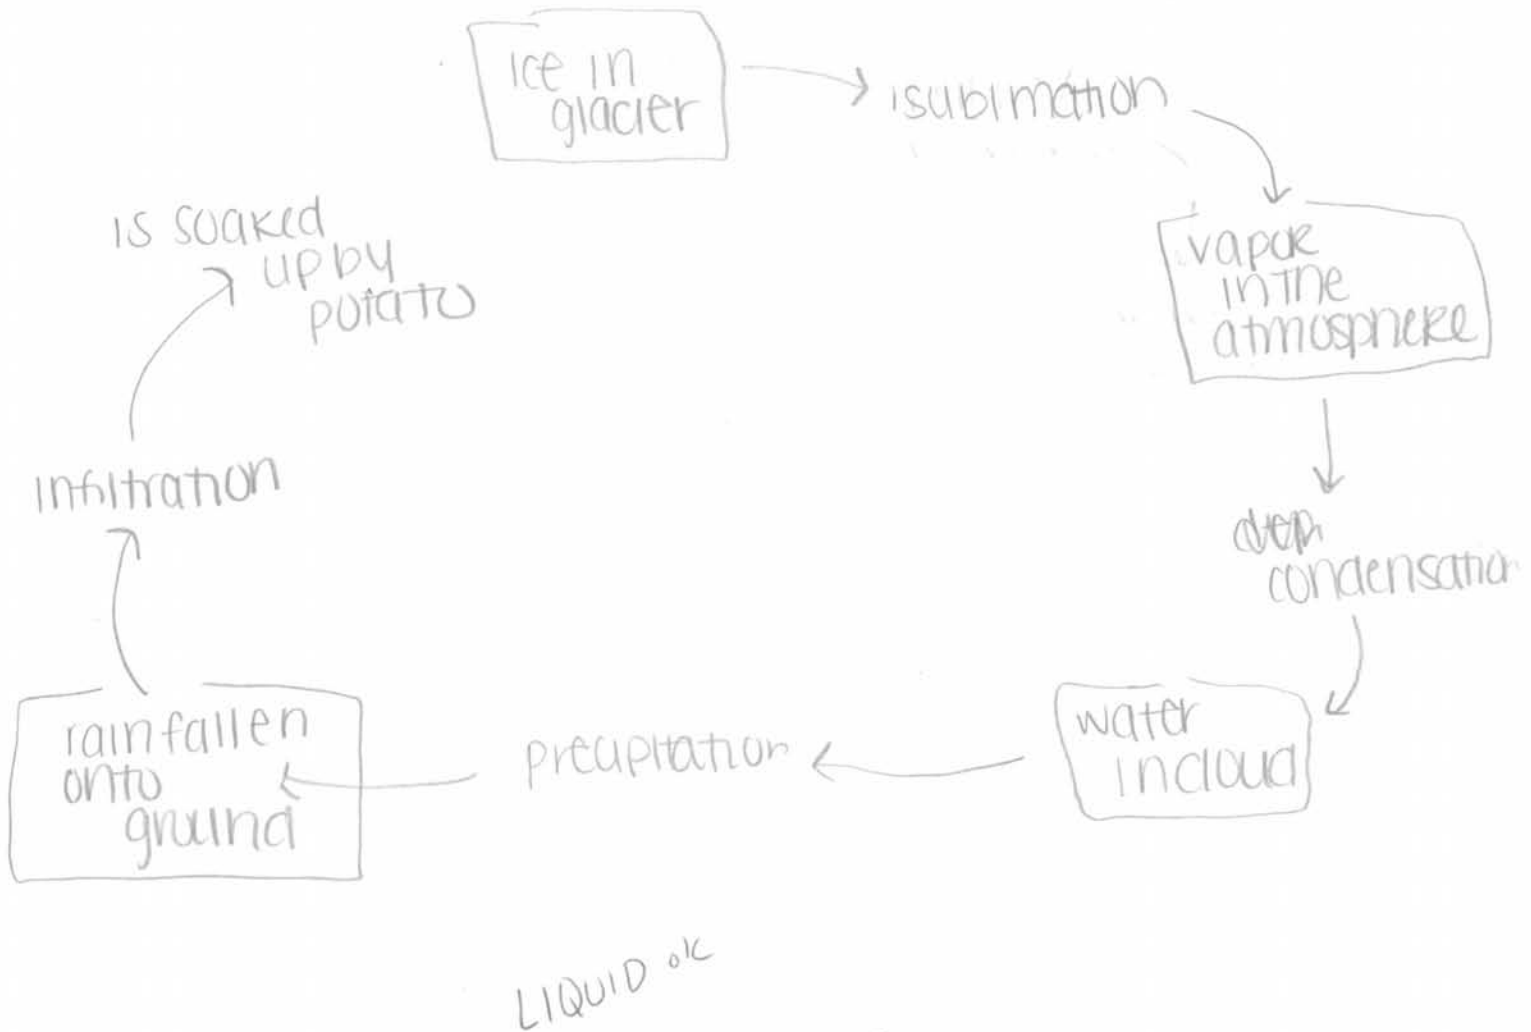 ice in
glacier
sublimation
vapor
in the
atmosphere
condensation
water
in cloud
precipitation
rain fallen
onto
ground
infiltration
is soaked
up by
potato
LIQUID ok